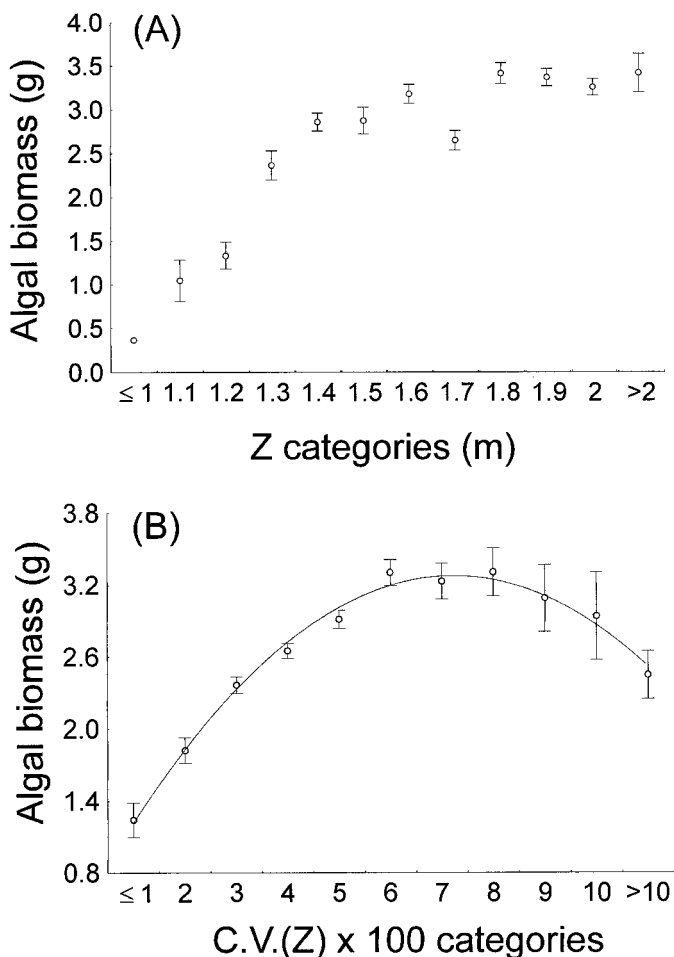 (A)
Algal biomass (g)
4.0
3.5
3.0
2.5
2.0
1.5
1.0
0.5
0.0
≤ 1 1.1 1.2 1.3 1.4 1.5 1.6 1.7 1.8 1.9 2 >2
Z categories (m)
(B)
Algal biomass (g)
3.8
3.2
2.6
2.0
1.4
0.8
≤ 1 2 3 4 5 6 7 8 9 10 >10
C.V.(Z) x 100 categories